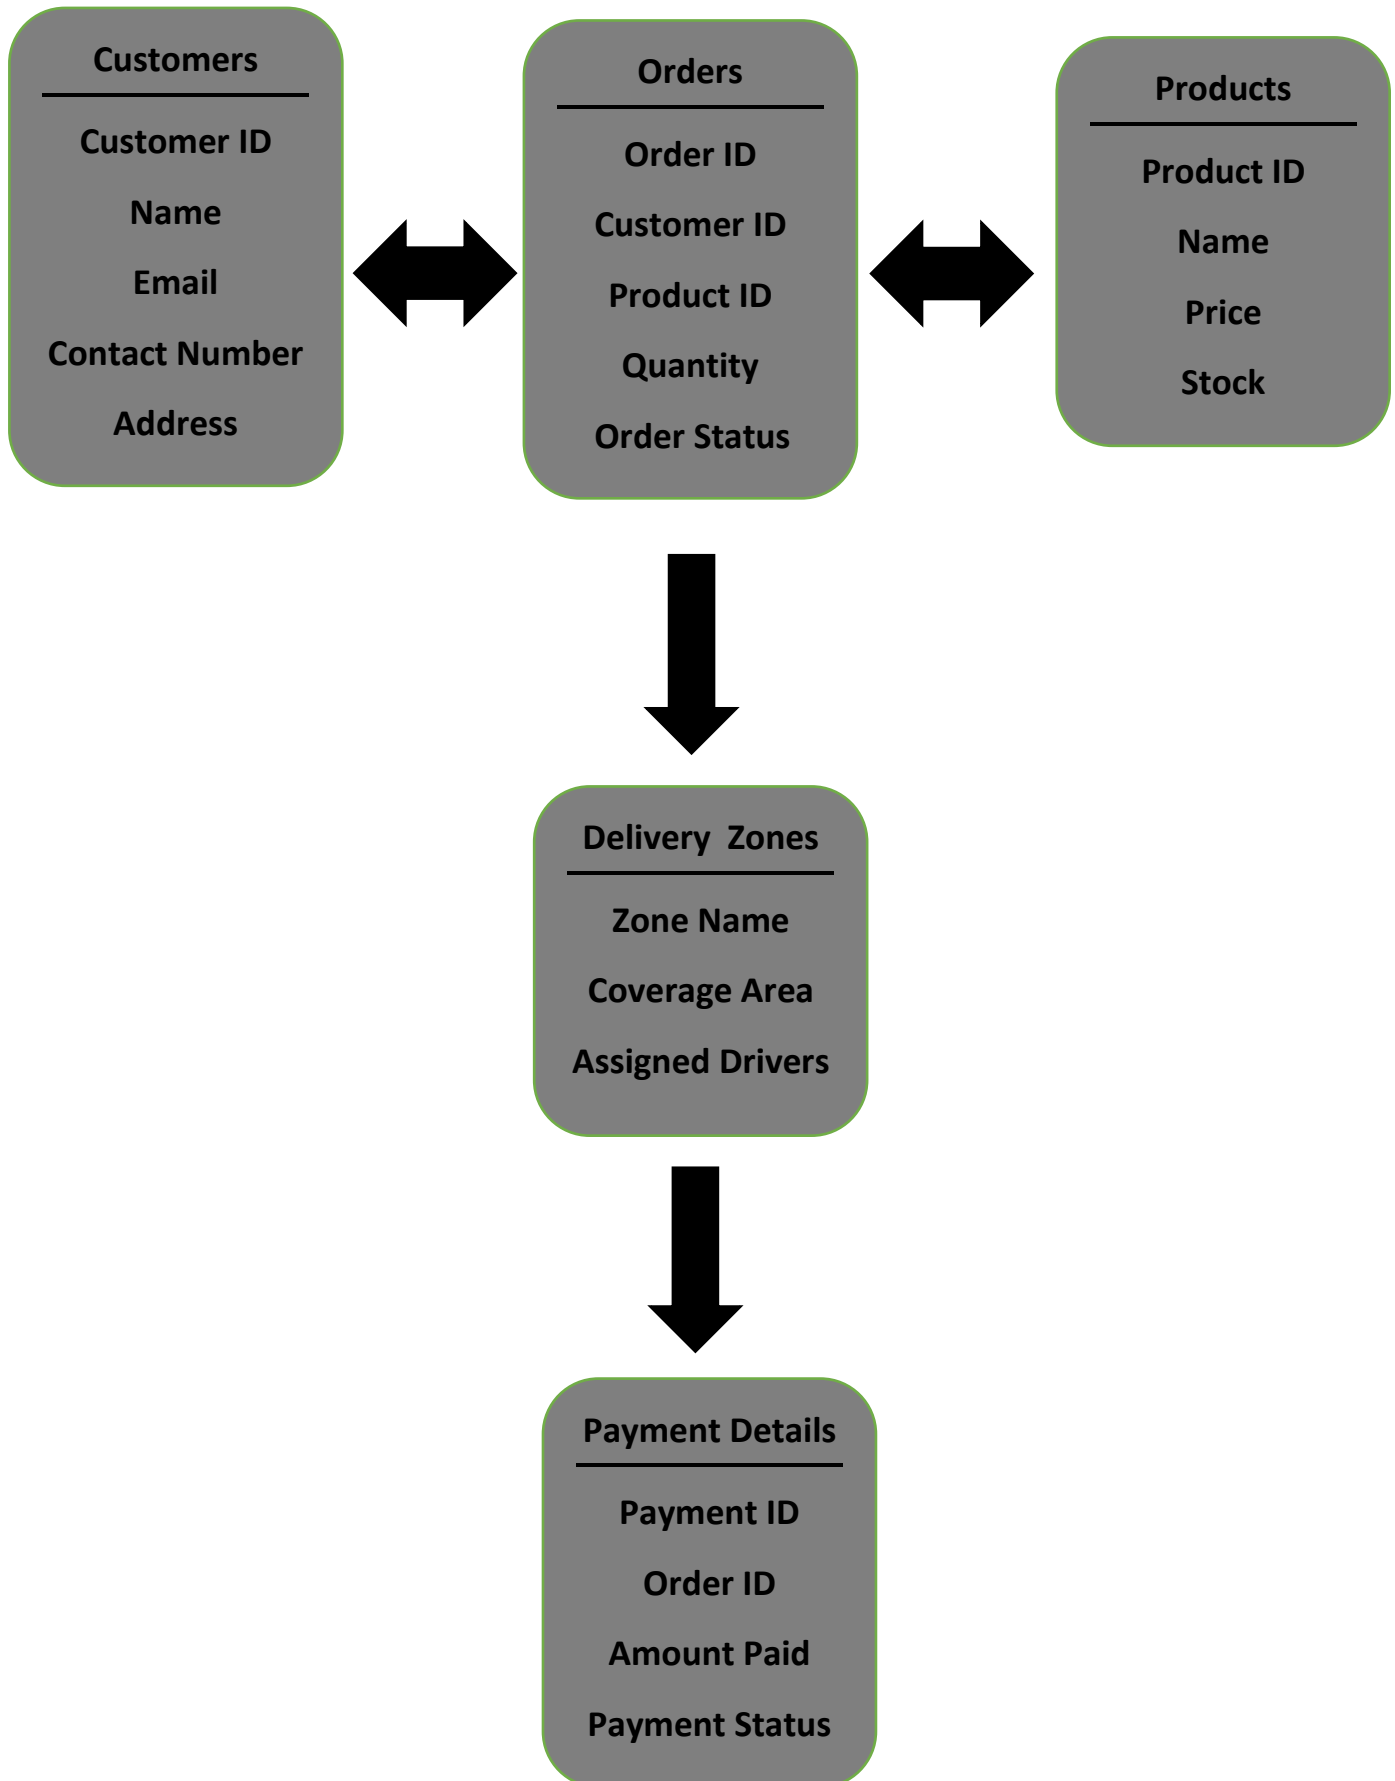 Customers
Customer ID
Name
Email
Contact Number
Address
Orders
Order ID
Customer ID
Product ID
Quantity
Order Status
Products
Product ID
Name
Price
Stock
Delivery  Zones
Zone Name
Coverage Area
Assigned Drivers
Payment Details
Payment ID
Order ID
Amount Paid
Payment Status